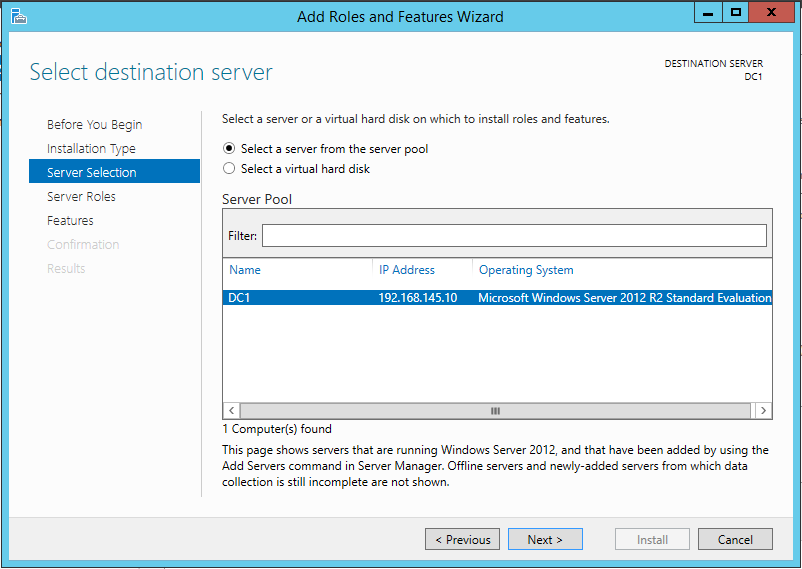 Add Roles and Features Wizard
Select destination server
DESTINATION SERVER
DC1
Before You Begin
Installation Type
Server Selection
Server Roles
Features
Confirmation
Results
Select a server or a virtual hard disk on which to install roles and features.
Select a server from the server pool
Select a virtual hard disk
Server Pool
Filter:
Name IP Address Operating System
DC1 192.168.145.10 Microsoft Windows Server 2012 R2 Standard Evaluation
1 Computer(s) found
This page shows servers that are running Windows Server 2012, and that have been added by using the
Add Servers command in Server Manager. Offline servers and newly-added servers from which data
collection is still incomplete are not shown.
< Previous Next > Install Cancel